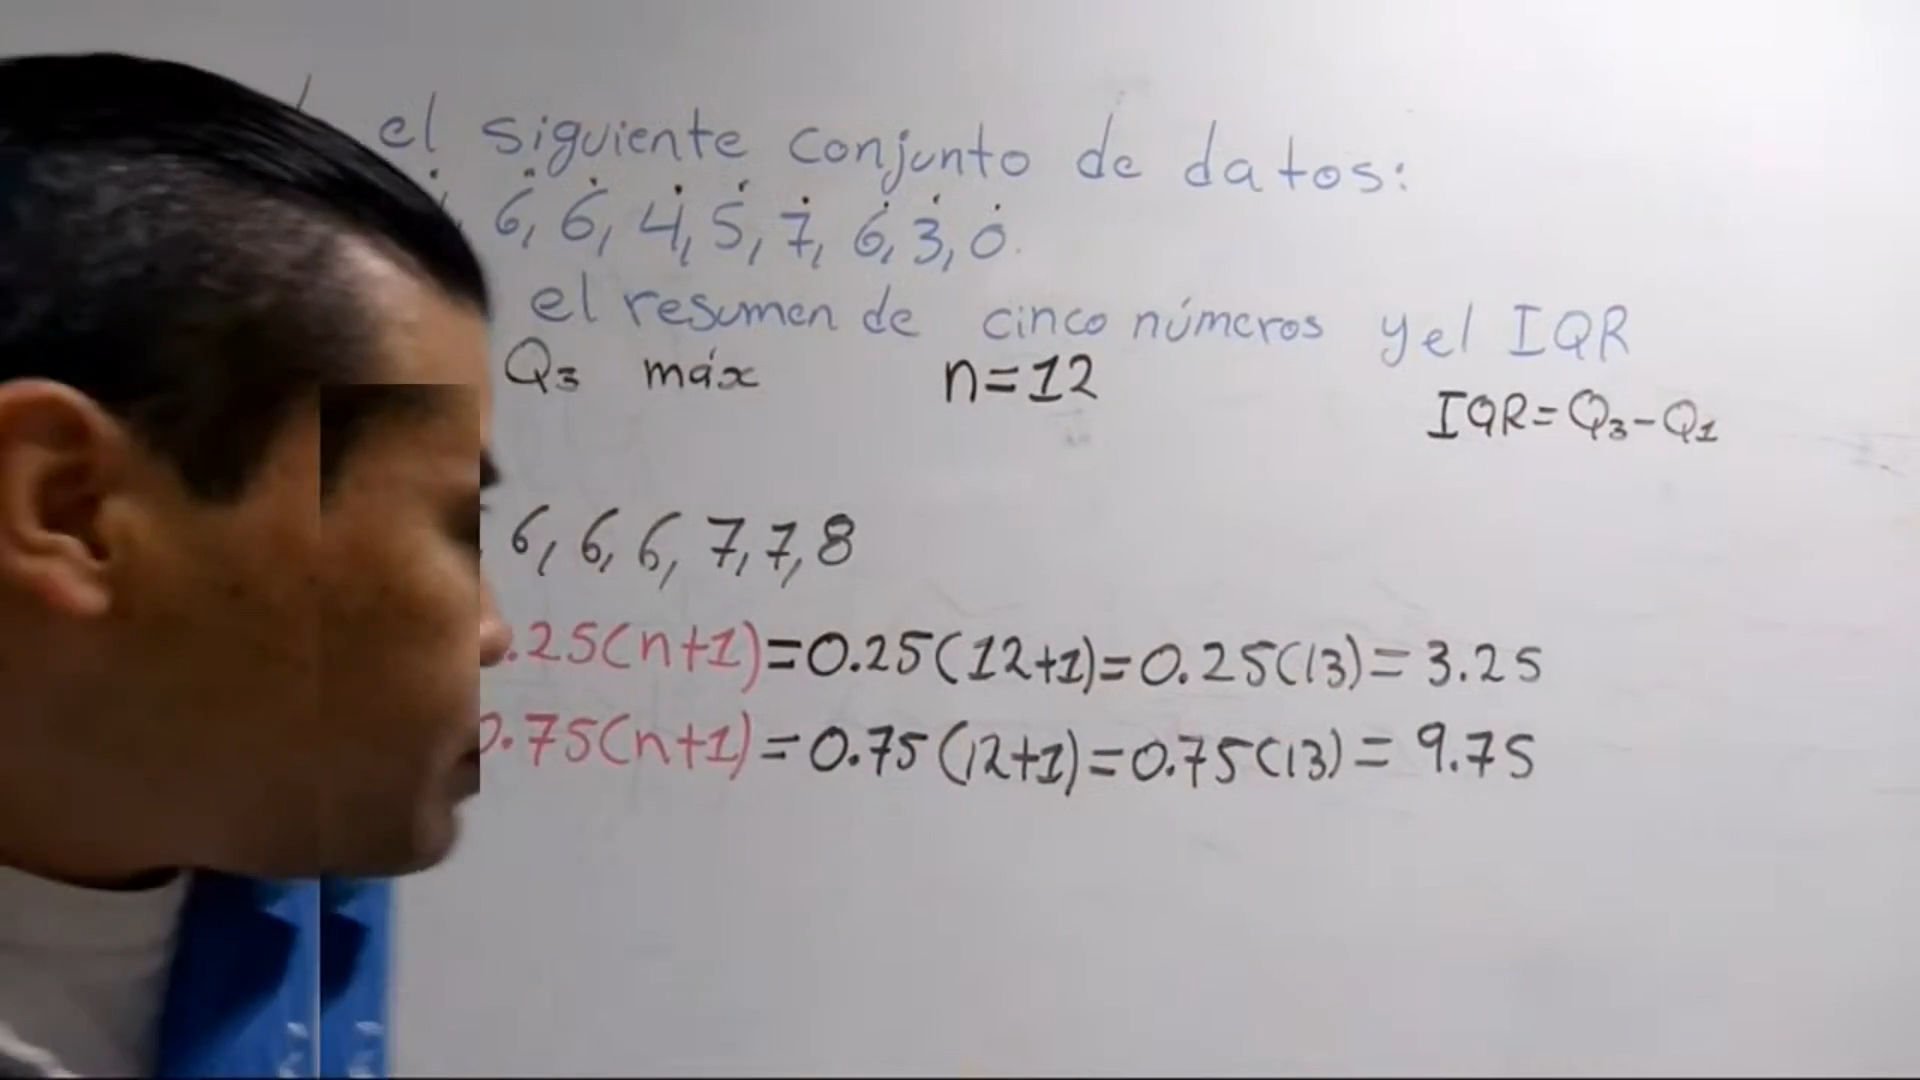 el siguiente conjunto de datos:
6, 6, 4, 5, 7, 6, 3, 0.
el resumen de cinco números y el IQR
Q3 máx n=12
IQR=Q3-Q1
6, 6, 6, 7, 7, 8
.25(n+1)=0.25(12+1)=0.25(13)=3.25
0.75(n+1)=0.75(12+1)=0.75(13)=9.75